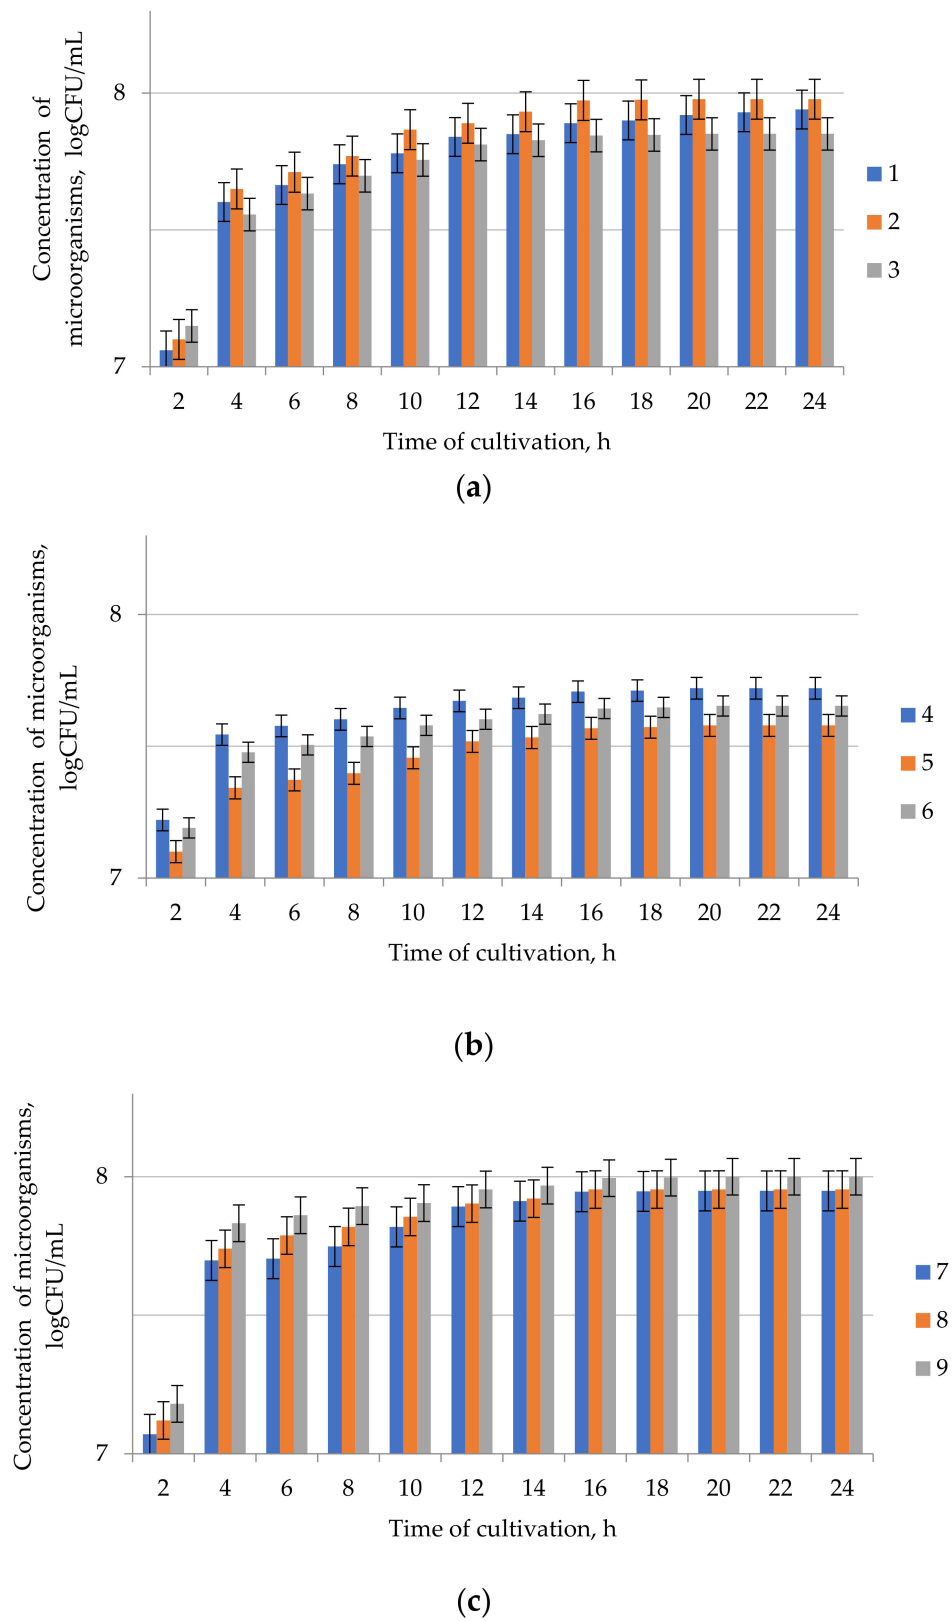 Concentration of
microorganisms, logCFU/mL
8
7
1
2
3
2 4 6 8 10 12 14 16 18 20 22 24
Time of cultivation, h
(a)
Concentration of microorganisms,
logCFU/mL
8
7
4
5
6
2 4 6 8 10 12 14 16 18 20 22 24
Time of cultivation, h
(b)
Concentration of microorganisms,
logCFU/mL
8
7
7
8
9
2 4 6 8 10 12 14 16 18 20 22 24
Time of cultivation, h
(c)